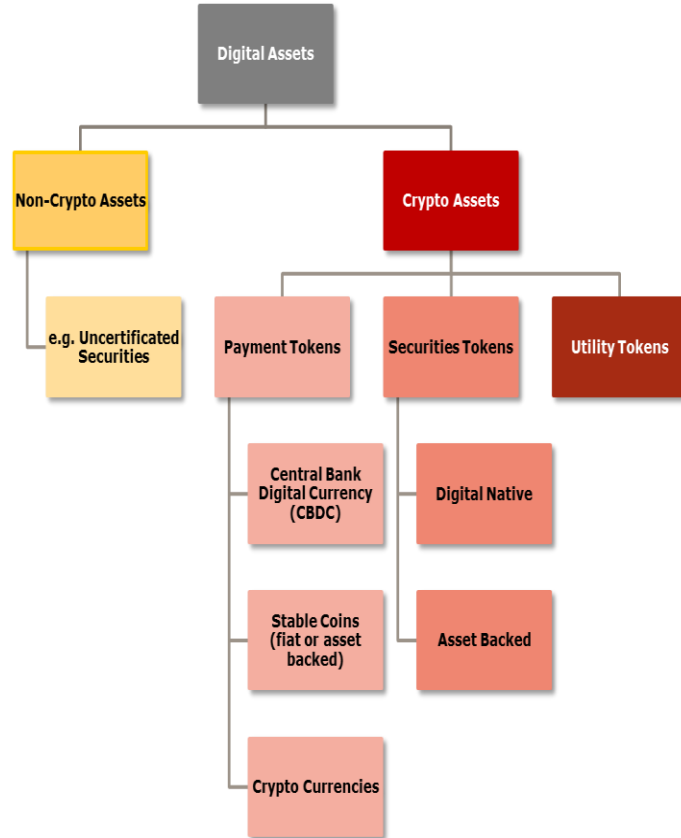 Digital Assets
Non-Crypto Assets
Crypto Assets
e.g. Uncertificated
Securities
Payment Tokens
Securities Tokens
Utility Tokens
Central Bank
Digital Currency
(CBDC)
Digital Native
Stable Coins
(fiat or asset
backed)
Asset Backed
Crypto Currencies